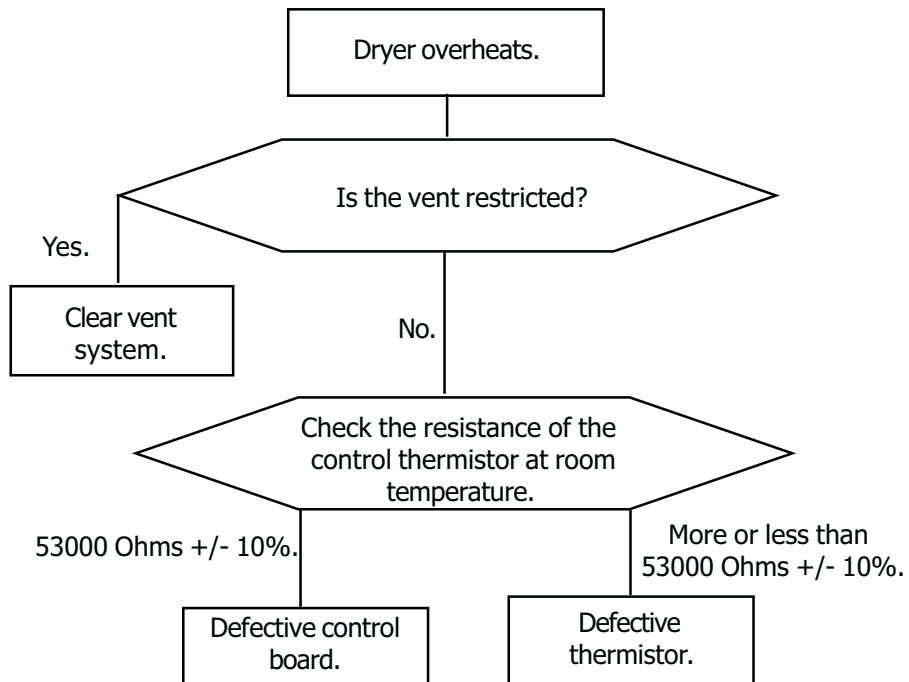 Dryer overheats.
Is the vent restricted?
Yes.
Clear vent
system.
No.
Check the resistance of the
control thermistor at room
temperature.
53000 Ohms +/- 10%.
More or less than
53000 Ohms +/- 10%.
Defective control
board.
Defective
thermistor.